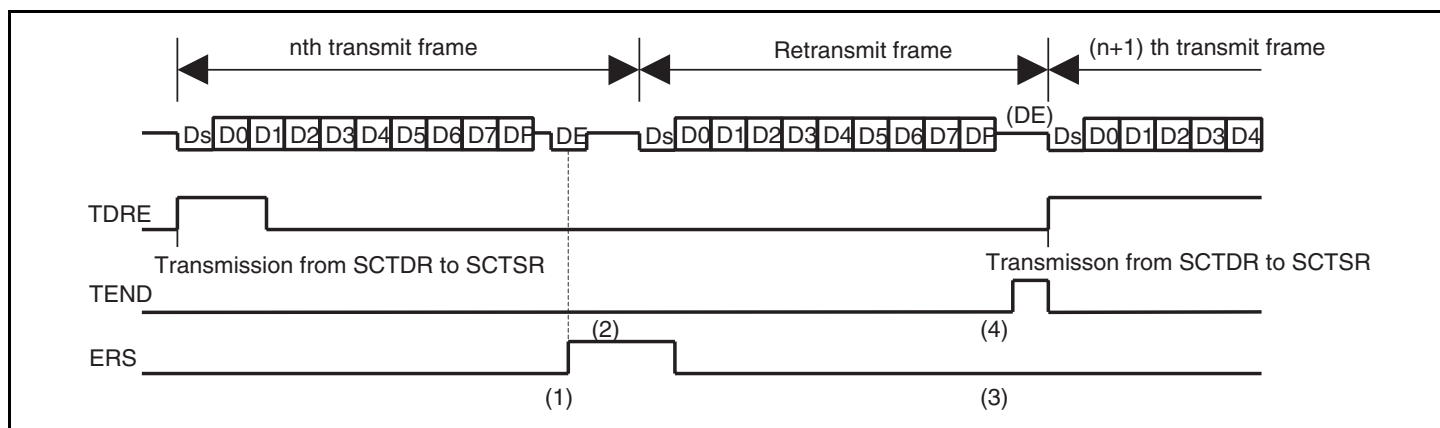 nth transmit frame
Retransmit frame
(n+1) th transmit frame
(DE)
Ds D0 D1 D2 D3 D4 D5 D6 D7 DP DE Ds D0 D1 D2 D3 D4 D5 D6 D7 DP Ds D0 D1 D2 D3 D4
TDRE
Transmission from SCTDR to SCTSR
Transmisson from SCTDR to SCTSR
TEND
(2)
(4)
ERS
(1)
(3)